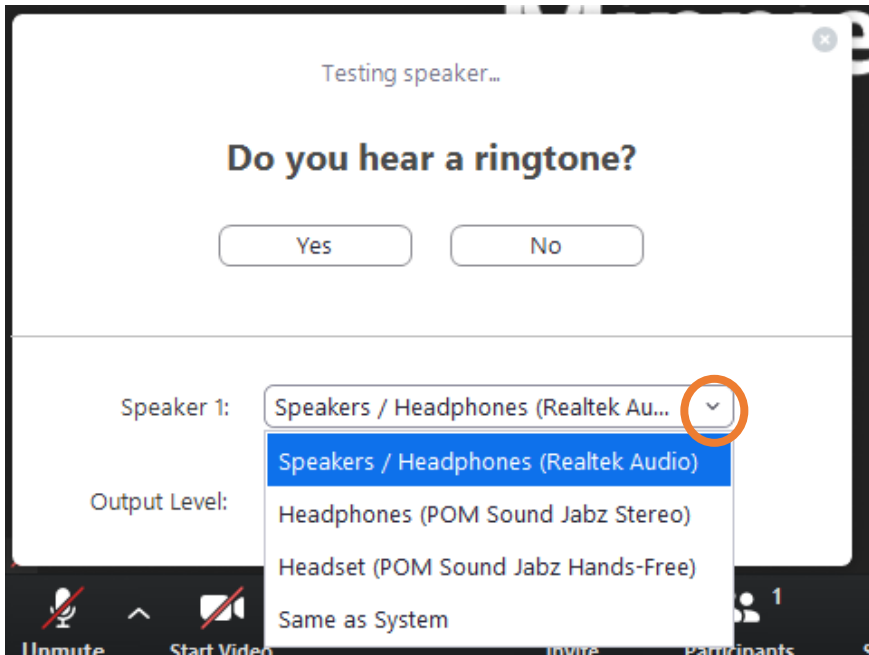 Testing speaker...
Do you hear a ringtone?
Yes No
Speaker 1: Speakers / Headphones (Realtek Au...
Speakers / Headphones (Realtek Audio)
Output Level:
Headphones (POM Sound Jabz Stereo)
Headset (POM Sound Jabz Hands-Free)
Same as System
1
Unmute Start Video Invite Participants